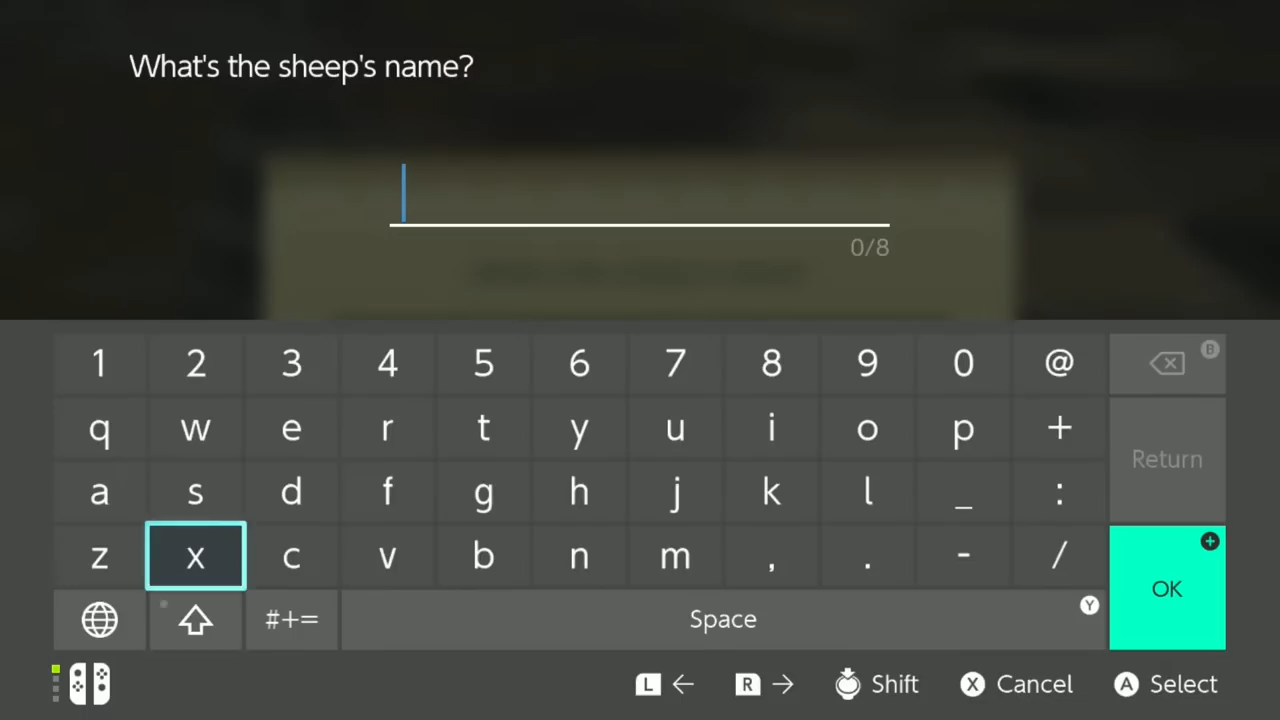 What's the sheep's name?
0/8
1 2 3 4 5 6 7 8 9 0 @ B
q w e r t y u i o p +
Return
a s d f g h j k l _ :
z x c v b n m , . - / +
OK
#+= Space Y
L ← R → Shift X Cancel A Select